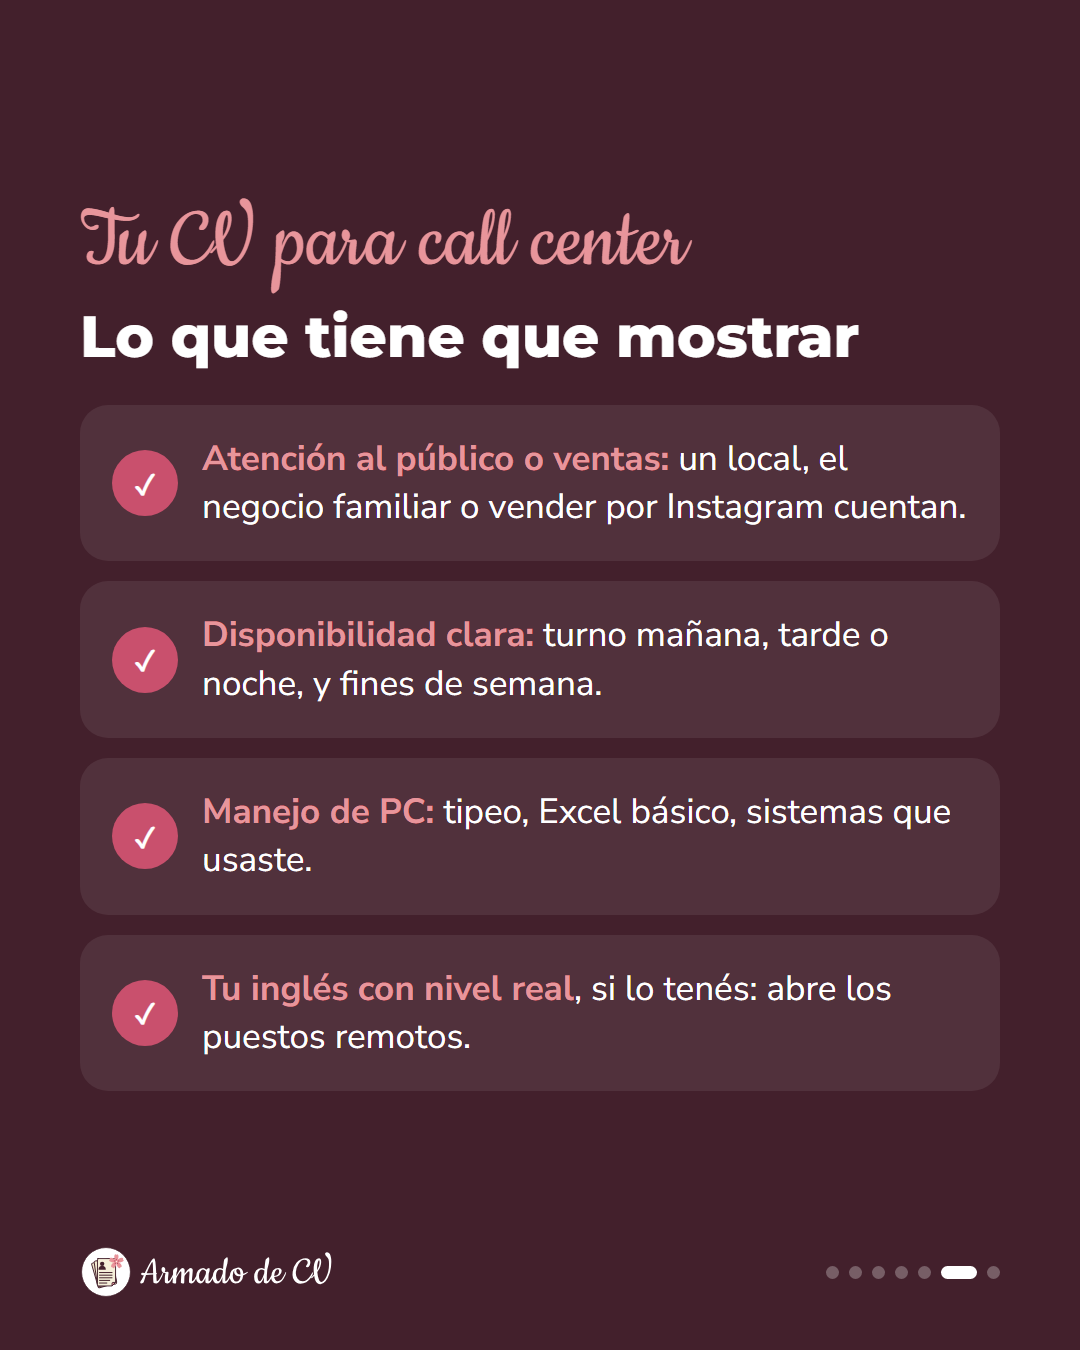 Tu CV para call center
Lo que tiene que mostrar
Atención al público o ventas: un local, el
negocio familiar o vender por Instagram cuentan.
Disponibilidad clara: turno mañana, tarde o
noche, y fines de semana.
Manejo de PC: tipeo, Excel básico, sistemas que
usaste.
Tu inglés con nivel real, si lo tenés: abre los
puestos remotos.
Armado de CV